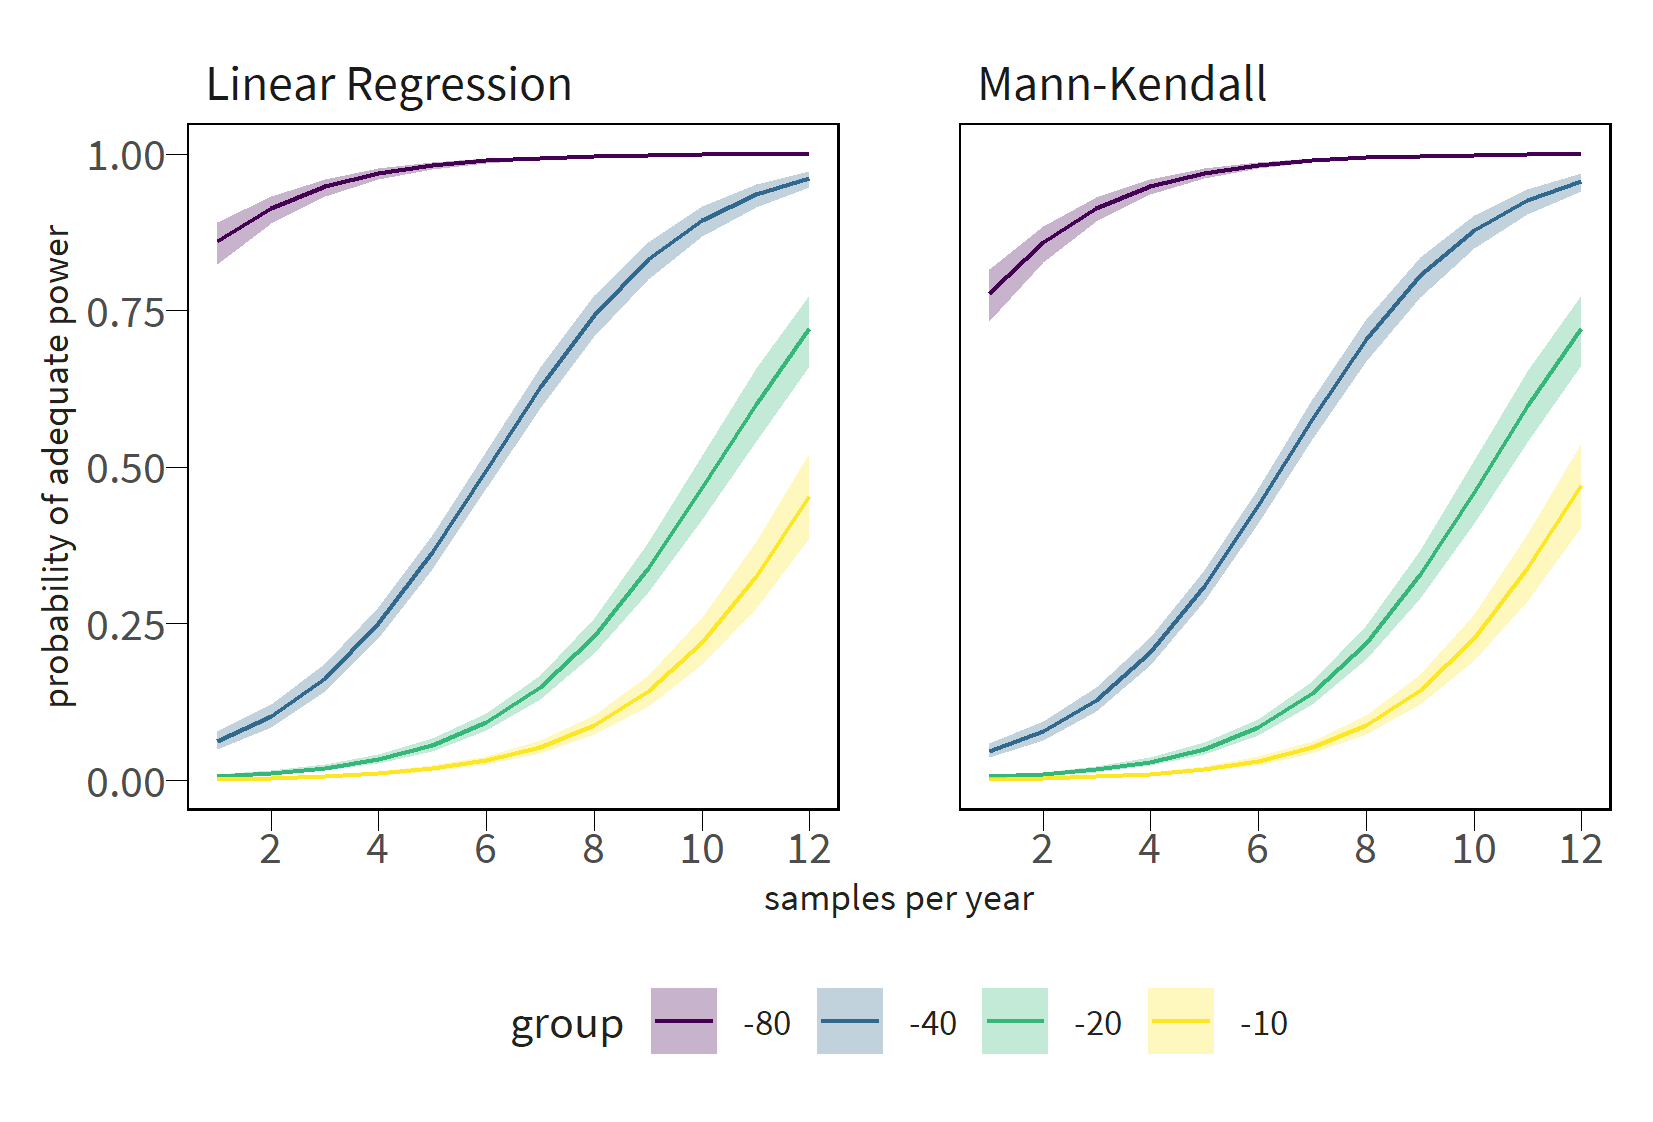 Linear Regression
Mann-Kendall
probability of adequate power
1.00
0.75
0.50
0.25
0.00
2 4 6 8 10 12
2 4 6 8 10 12
samples per year
group -80 -40 -20 -10